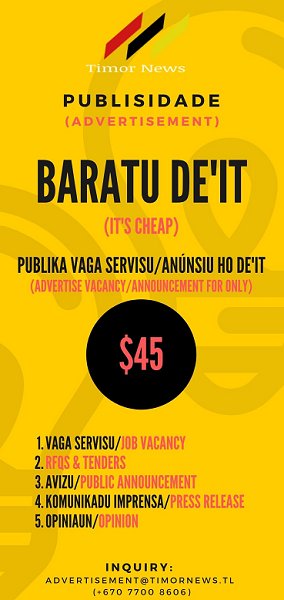 Timor News
PUBLISIDADE
(ADVERTISEMENT)
BARATU DE'IT
(IT'S CHEAP)
PUBLIKA VAGA SERVISU/ANÚNSIU HO DE'IT
(ADVERTISE VACANCY/ANNOUNCEMENT FOR ONLY)
$45
1. VAGA SERVISU/JOB VACANCY
2. RFQS & TENDERS
3. AVIZU/PUBLIC ANNOUNCEMENT
4. KOMUNIKADU IMPRENSA/PRESS RELEASE
5. OPINIAUN/OPINION
INQUIRY:
ADVERTISEMENT@TIMORNEWS.TL
(+670 7700 8606)